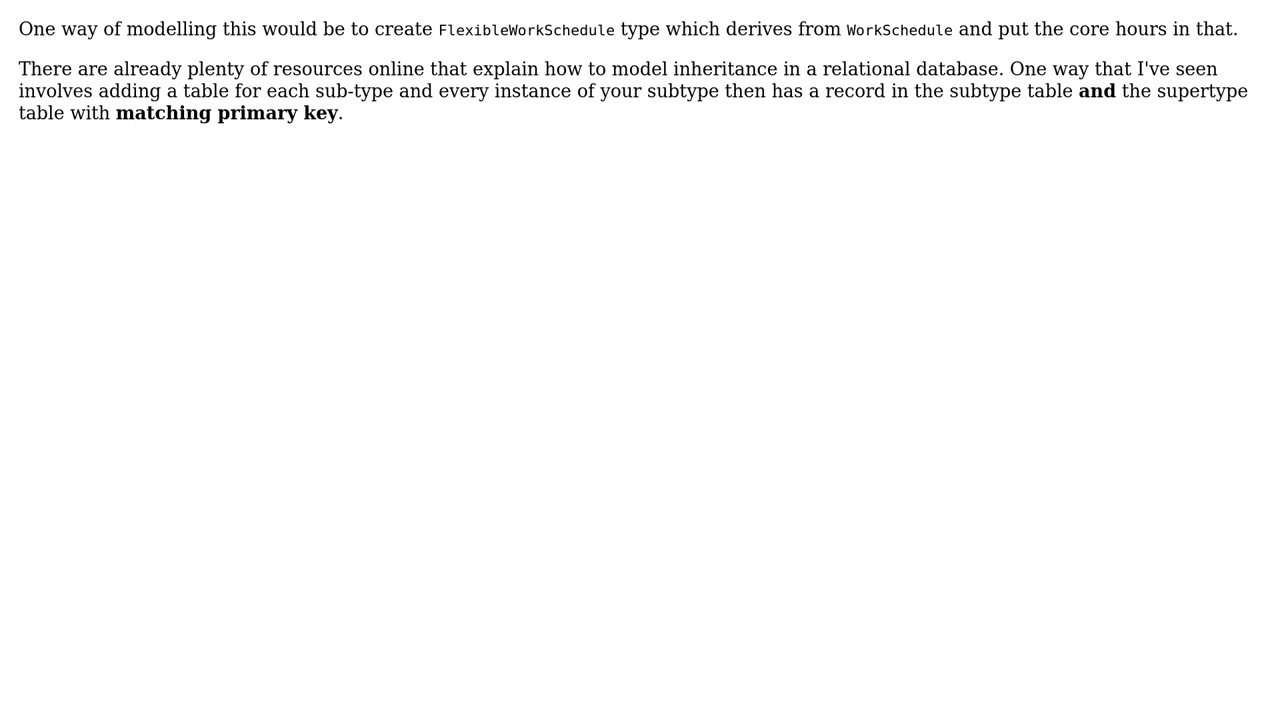 One way of modelling this would be to create FlexibleWorkSchedule type which derives from WorkSchedule and put the core hours in that.
There are already plenty of resources online that explain how to model inheritance in a relational database. One way that I've seen
involves adding a table for each sub-type and every instance of your subtype then has a record in the subtype table and the supertype
table with matching primary key.